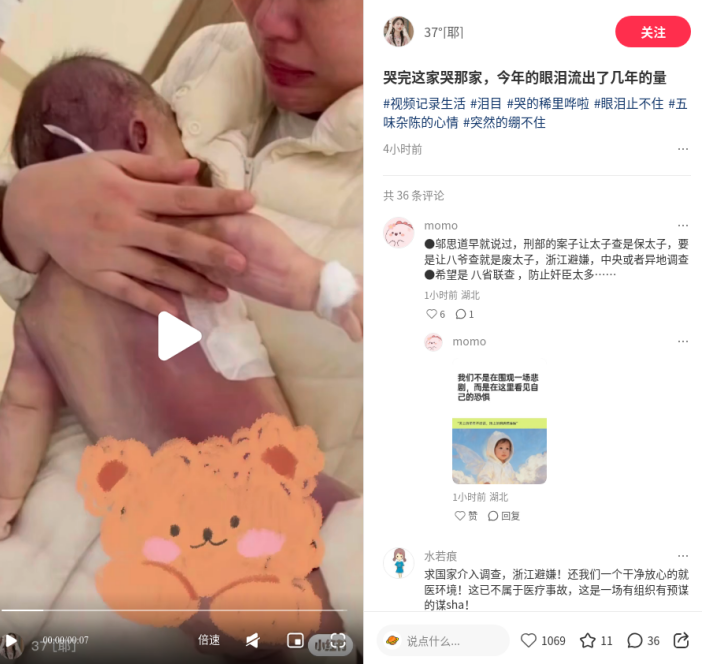 37°[耶]
关注
哭完这家哭那家，今年的眼泪流出了几年的量
#视频记录生活 #泪目 #哭的稀里哗啦 #眼泪止不住 #五
味杂陈的心情 #突然的绷不住
4小时前
共 36 条评论
momo
●邬思道早就说过，刑部的案子让太子查是保太子，要
是让八爷查就是废太子，浙江避嫌，中央或者异地调查
●希望是 八省联查 ，防止奸臣太多……
1小时前 湖北
6 1
momo
我们不是在围观一场悲
剧，而是在这里看见自
己的恐惧
1小时前 湖北
赞 回复
水若痕
求国家介入调查，浙江避嫌！还我们一个干净放心的就
医环境！这已不属于医疗事故，这是一场有组织有预谋
的谋sha！
说点什么...
1069 11 36
00:00/00:07
倍速
37°[耶]